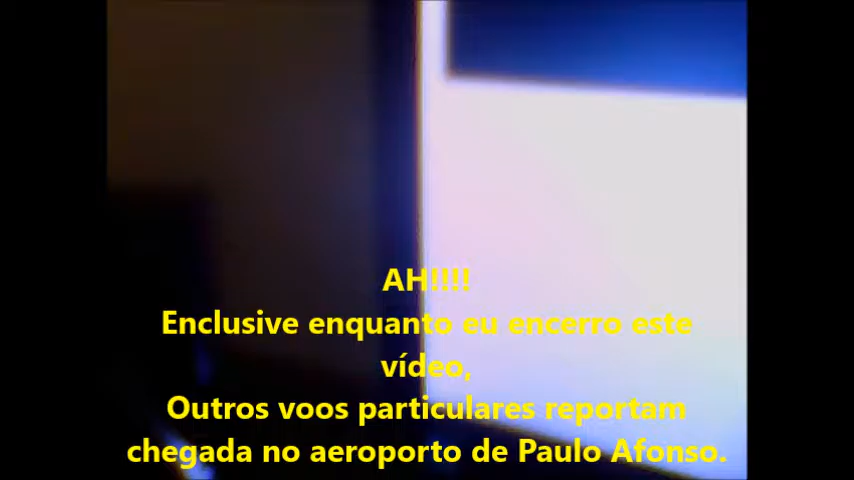 AH!!!!
Enclusive enquanto eu encerro este
vídeo,
Outros voos particulares reportam
chegada no aeroporto de Paulo Afonso.